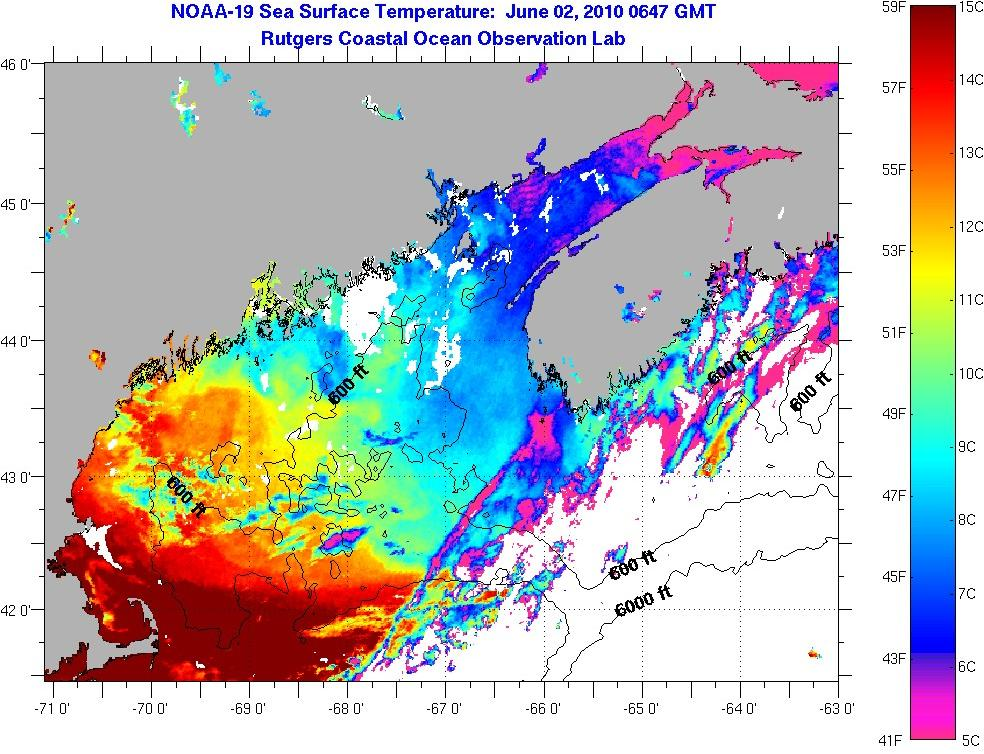 NOAA-19 Sea Surface Temperature:  June 02, 2010 0647 GMT
Rutgers Coastal Ocean Observation Lab
46 0'
45 0'
44 0'
43 0'
42 0'
-71 0' -70 0' -69 0' -68 0' -67 0' -66 0' -65 0' -64 0' -63 0'
600 ft
600 ft
600 ft
600 ft
600 ft
6000 ft
59F 15C
57F 14C
55F 13C
53F 12C
51F 11C
49F 10C
47F 9C
45F 8C
43F 7C
41F 6C
5C